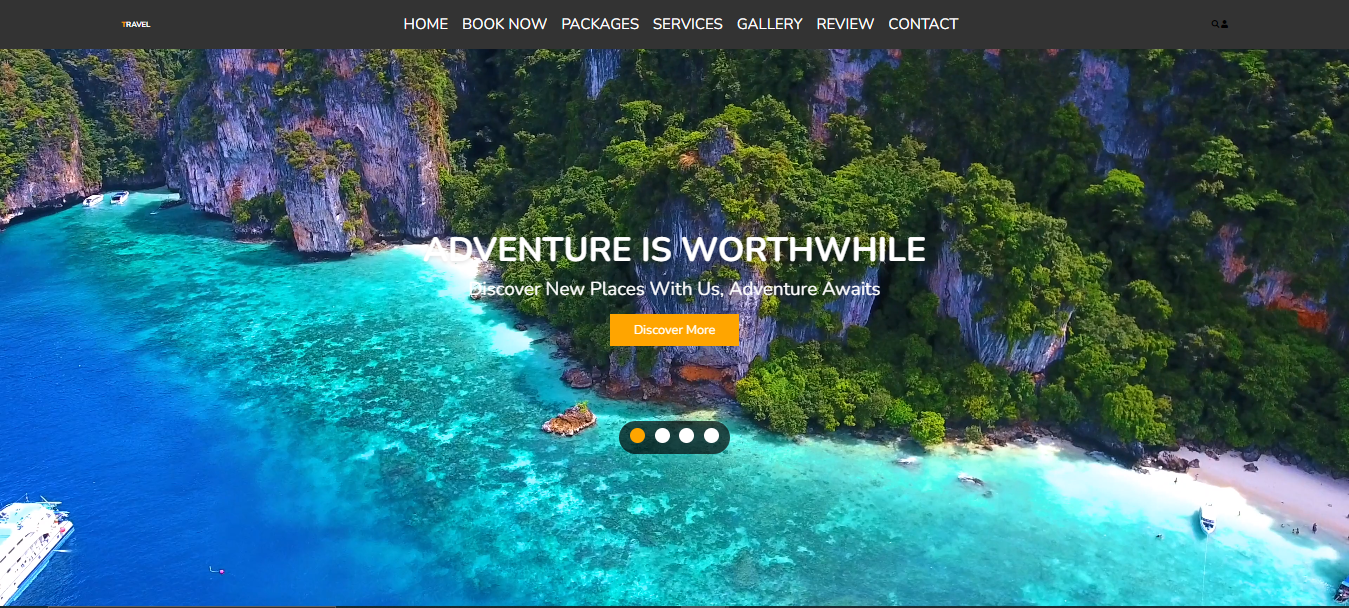 TRAVEL
HOME BOOK NOW PACKAGES SERVICES GALLERY REVIEW CONTACT
ADVENTURE IS WORTHWHILE
Discover New Places With Us, Adventure Awaits
Discover More